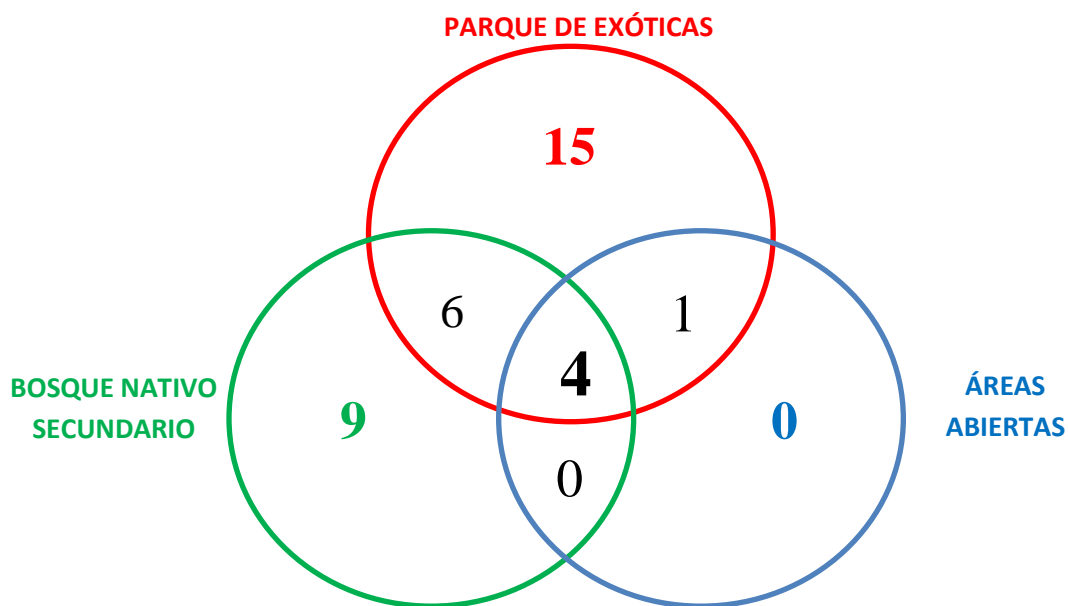 PARQUE DE EXÓTICAS
15
6
1
4
BOSQUE NATIVO
SECUNDARIO
9
0
ÁREAS
ABIERTAS
0